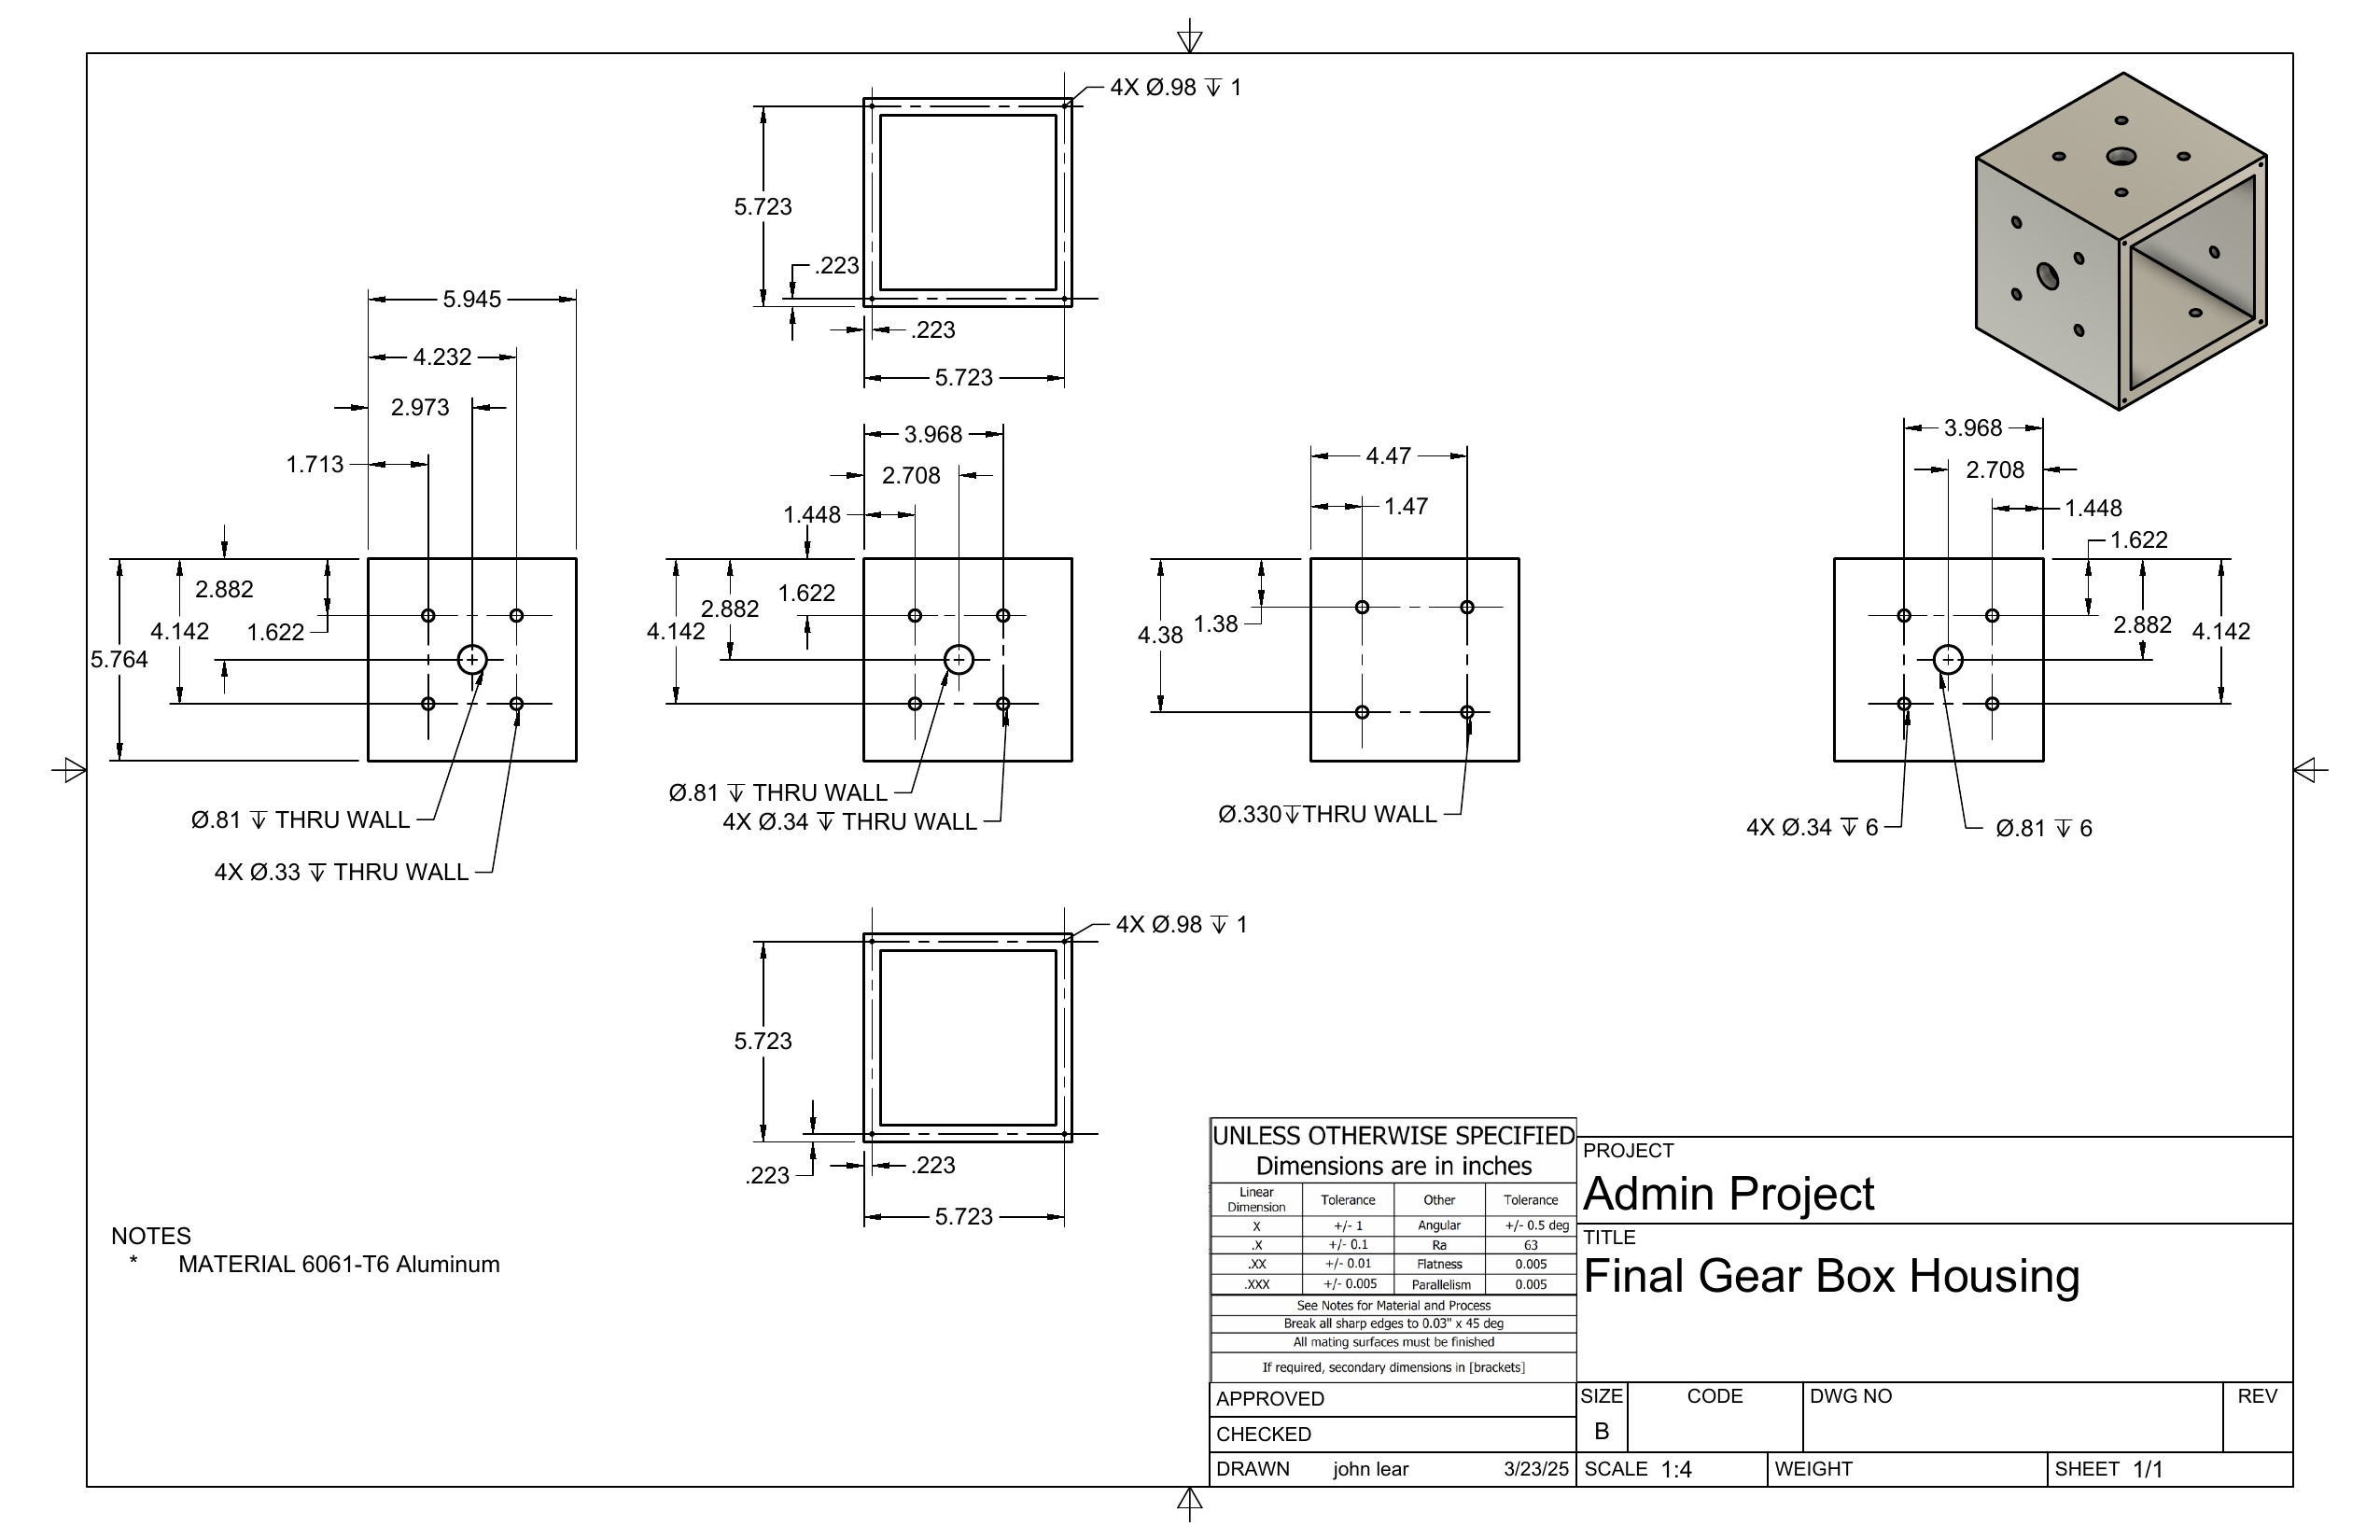 4X Ø.98 ↧ 1
5.723
.223
.223
5.723
5.945
4.232
2.973
1.713
2.882
4.142
1.622
5.764
Ø.81 ↧ THRU WALL
4X Ø.33 ↧ THRU WALL
3.968
2.708
1.448
1.622
2.882
4.142
Ø.81 ↧ THRU WALL
4X Ø.34 ↧ THRU WALL
4.47
1.47
4.38
1.38
Ø.330↧THRU WALL
3.968
2.708
1.448
1.622
2.882
4.142
4X Ø.34 ↧ 6
Ø.81 ↧ 6
4X Ø.98 ↧ 1
5.723
.223
.223
5.723
NOTES
* MATERIAL 6061-T6 Aluminum
UNLESS OTHERWISE SPECIFIED
Dimensions are in inches
Linear Dimension Tolerance Other Tolerance
X +/- 1 Angular +/- 0.5 deg
.X +/- 0.1 Ra 63
.XX +/- 0.01 Flatness 0.005
.XXX +/- 0.005 Parallelism 0.005
See Notes for Material and Process
Break all sharp edges to 0.03" x 45 deg
All mating surfaces must be finished
If required, secondary dimensions in [brackets]
APPROVED
CHECKED
DRAWN john lear 3/23/25
PROJECT
Admin Project
TITLE
Final Gear Box Housing
SIZE CODE DWG NO REV
B
SCALE 1:4 WEIGHT SHEET 1/1